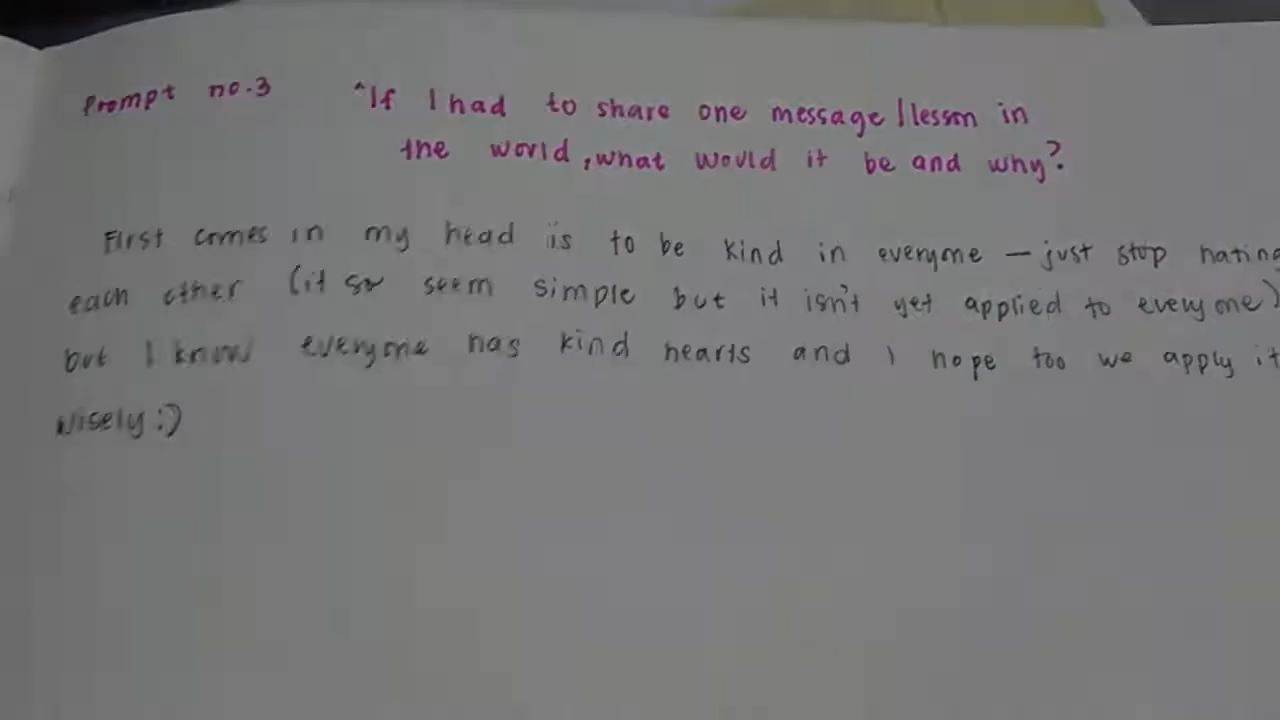 Prompt no.3 "If I had to share one message/lesson in
the world, what would it be and why?
First comes in my head is to be kind in everyone — just stop hating
each other (it so seem simple but it isn't yet applied to everyone)
but I know everyone has kind hearts and I hope too we apply it
wisely :)